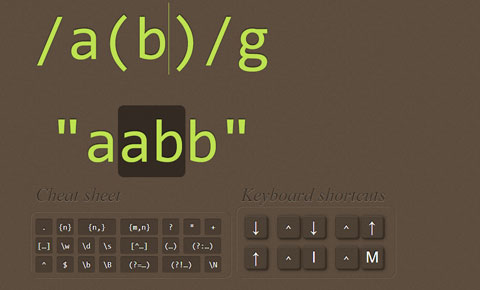 /a(b)/g
"aabb"
Cheat sheet
Keyboard shortcuts
. {n} {n,} {m,n} ? * +
[…] \w \d \s [^…] (…) (?:…)
^ $ \b \B (?=…) (?!…) \N
↓ ^ ↓ ^ ↑
↑ ^ I ^ M